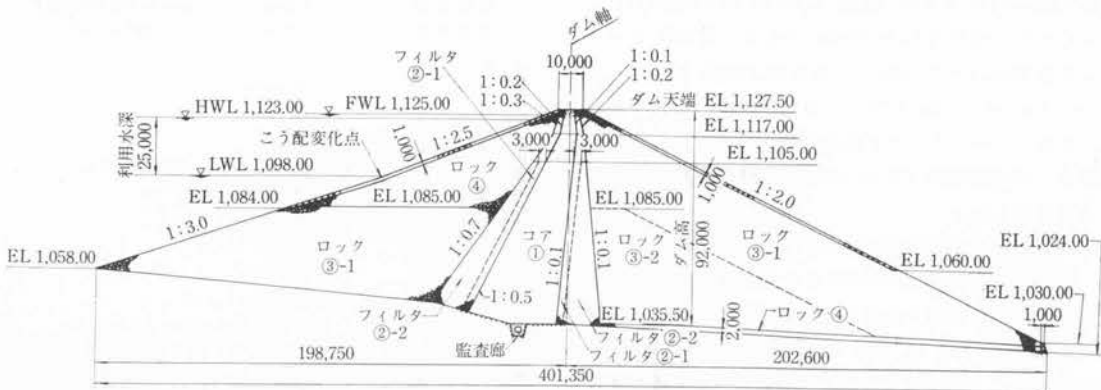 ダム軸
フィルタ
②-1
10,000
1:0.1
1:0.2
1:0.2
1:0.3
ダム天端
EL 1,127.50
HWL 1,123.00
FWL 1,125.00
EL 1,117.00
利用水深
25,000
こう配変化点
1,000
1:2.5
3,000
3,000
EL 1,105.00
LWL 1,098.00
ロック
④
1,000
1:2.0
EL 1,084.00
EL 1,085.00
EL 1,085.00
1:3.0
1:0.7
コア
①
ロック
③-1
1:0.1
1:0.1
ロック
③-2
ダム高
92,000
ロック
③-1
EL 1,024.00
EL 1,058.00
EL 1,060.00
EL 1,030.00
1:0.5
EL 1,035.50
2,000
ロック④
1,000
フィルタ
②-2
監査廊
フィルタ②-2
フィルタ②-1
198,750
202,600
401,350